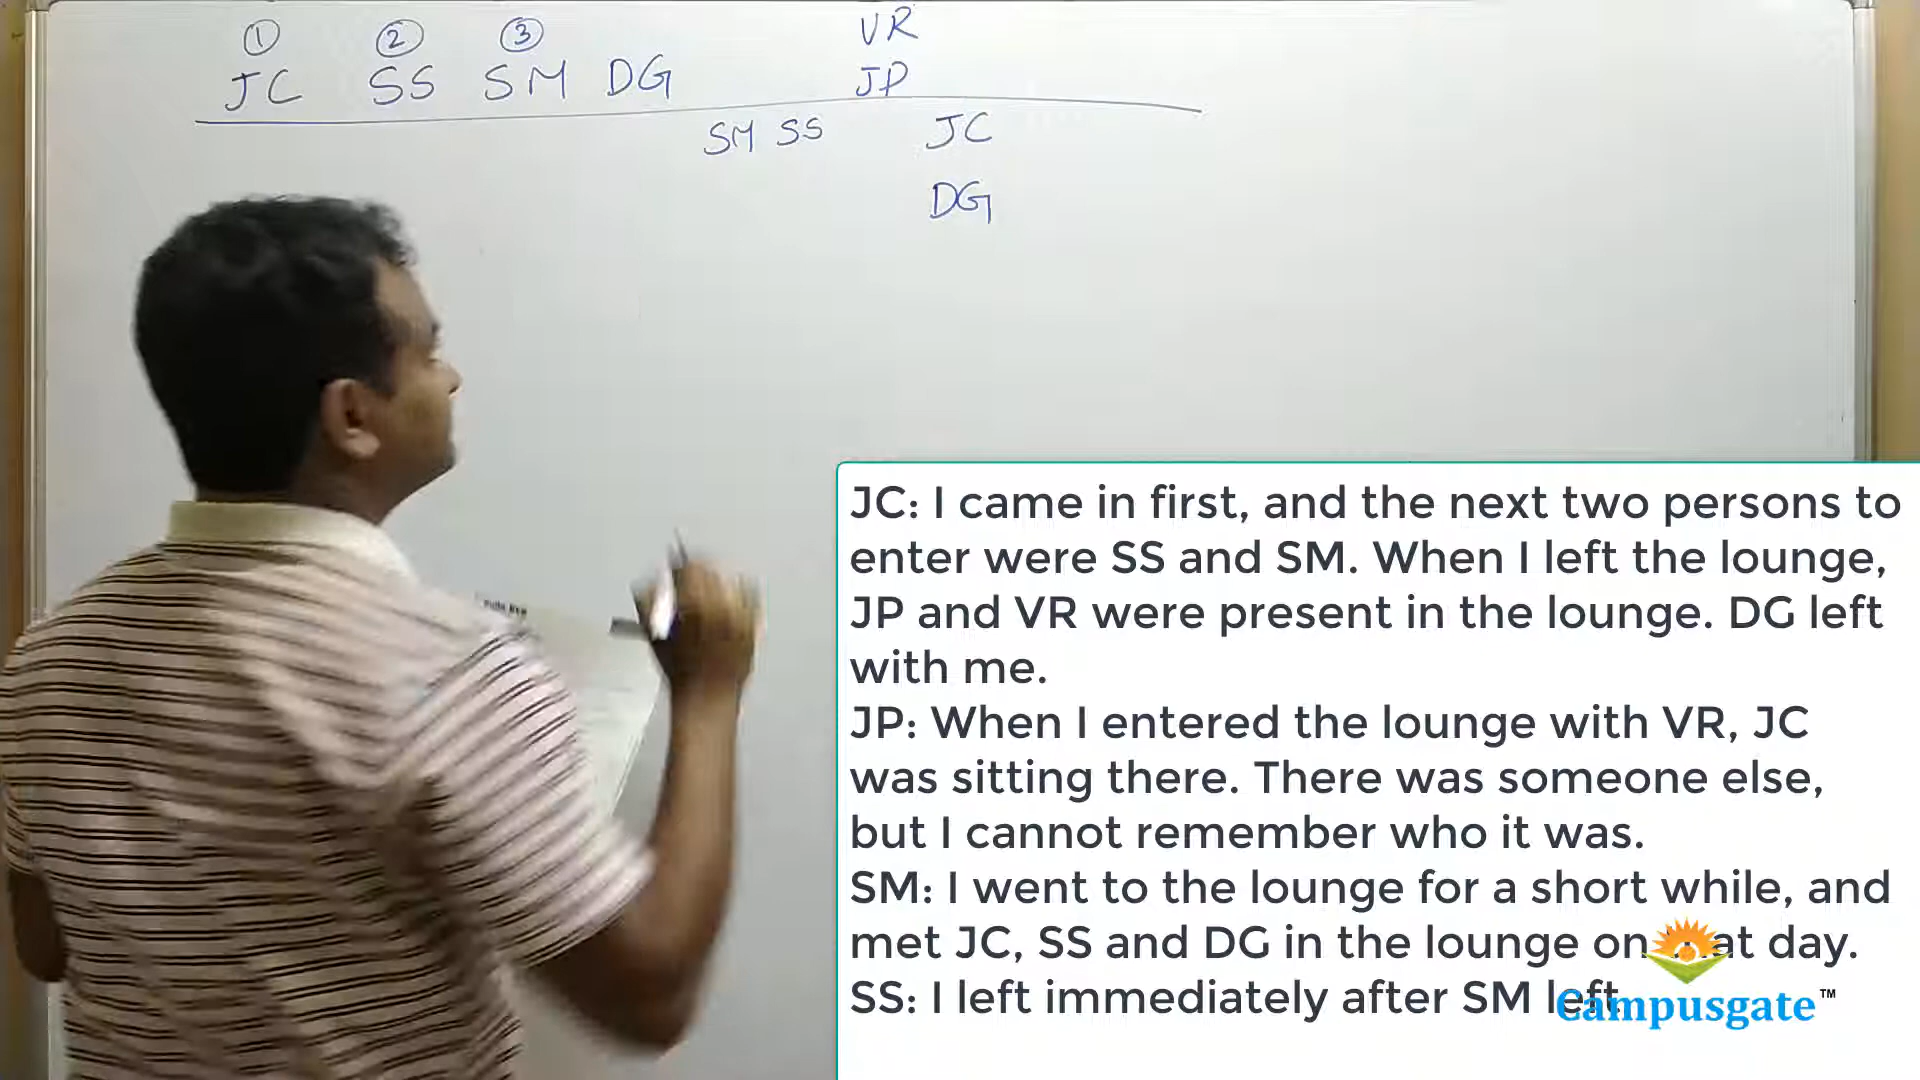 ① ② ③ VR
JC SS SM DG JP
SM SS JC
DG
JC: I came in first, and the next two persons to
enter were SS and SM. When I left the lounge,
JP and VR were present in the lounge. DG left
with me.
JP: When I entered the lounge with VR, JC
was sitting there. There was someone else,
but I cannot remember who it was.
SM: I went to the lounge for a short while, and
met JC, SS and DG in the lounge on that day.
SS: I left immediately after SM left.
Campusgate™